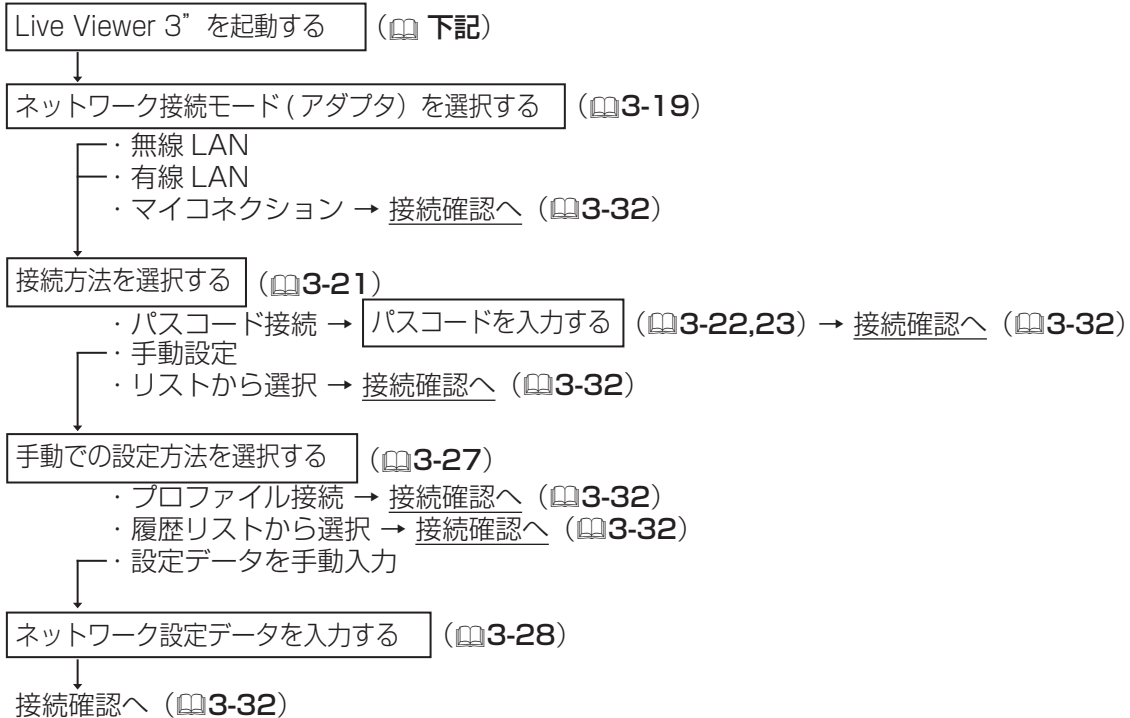 Live Viewer 3”を起動する（ 下記）
ネットワーク接続モード ( アダプタ）を選択する（3-19）
・無線 LAN
・有線 LAN
・マイコネクション → 接続確認へ（3-32）
接続方法を選択する（3-21）
・パスコード接続 → パスコードを入力する（3-22,23）→ 接続確認へ（3-32）
・手動設定
・リストから選択 → 接続確認へ（3-32）
手動での設定方法を選択する（3-27）
・プロファイル接続 → 接続確認へ（3-32）
・履歴リストから選択 → 接続確認へ（3-32）
・設定データを手動入力
ネットワーク設定データを入力する（3-28）
接続確認へ（3-32）